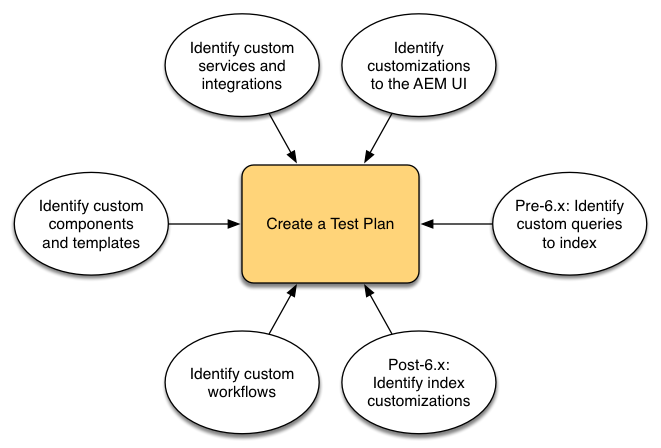 Identify custom
services and
integrations
Identify
customizations
to the AEM UI
Identify custom
components
and templates
Create a Test Plan
Pre-6.x: Identify
custom queries
to index
Identify custom
workflows
Post-6.x:
Identify index
customizations